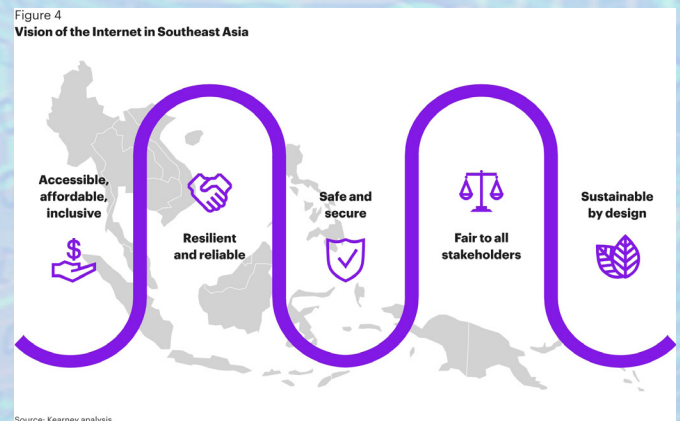 Figure 4
Vision of the Internet in Southeast Asia
Accessible,
affordable,
inclusive
$
Resilient
and reliable
Safe and
secure
Fair to all
stakeholders
Sustainable
by design
Source: Kearney analysis